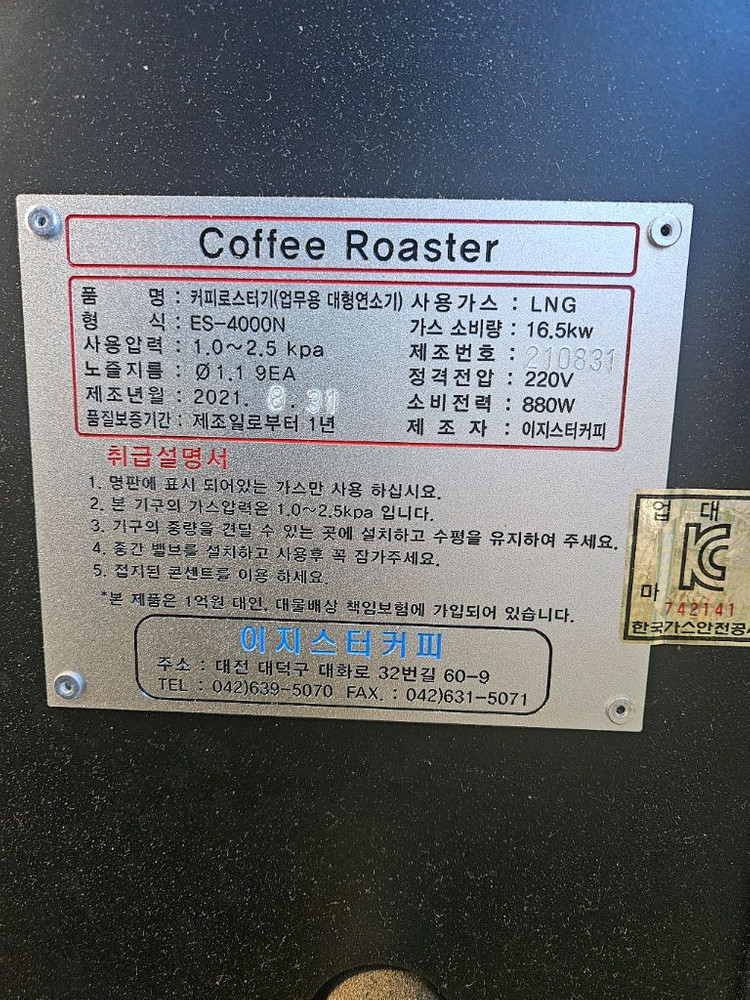 Coffee Roaster
품 명 : 커피로스터기(업무용 대형연소기) 사용가스 : LNG
형 식 : ES-4000N 가스 소비량 : 16.5kw
사용압력 : 1.0~2.5 kpa 제조번호 : 210831
노즐지름 : Ø1.1 9EA 정격전압 : 220V
제조년월 : 2021. 8.31 소비전력 : 880W
품질보증기간 : 제조일로부터 1년 제 조 자 : 이지스터커피
취급설명서
1. 명판에 표시 되어있는 가스만 사용 하십시요.
2. 본 기구의 가스압력은 1.0~2.5kpa 입니다.
3. 기구의 중량을 견딜 수 있는 곳에 설치하고 수평을 유지하여 주세요.
4. 중간 밸브를 설치하고 사용후 꼭 잠가주세요.
5. 접지된 콘센트를 이용 하세요.
*본 제품은 1억원 대인, 대물배상 책임보험에 가입되어 있습니다.
이지스터커피
주소 : 대전 대덕구 대화로 32번길 60-9
TEL : 042)639-5070 FAX. : 042)631-5071
업 대
KC
마
742141
한국가스안전공사